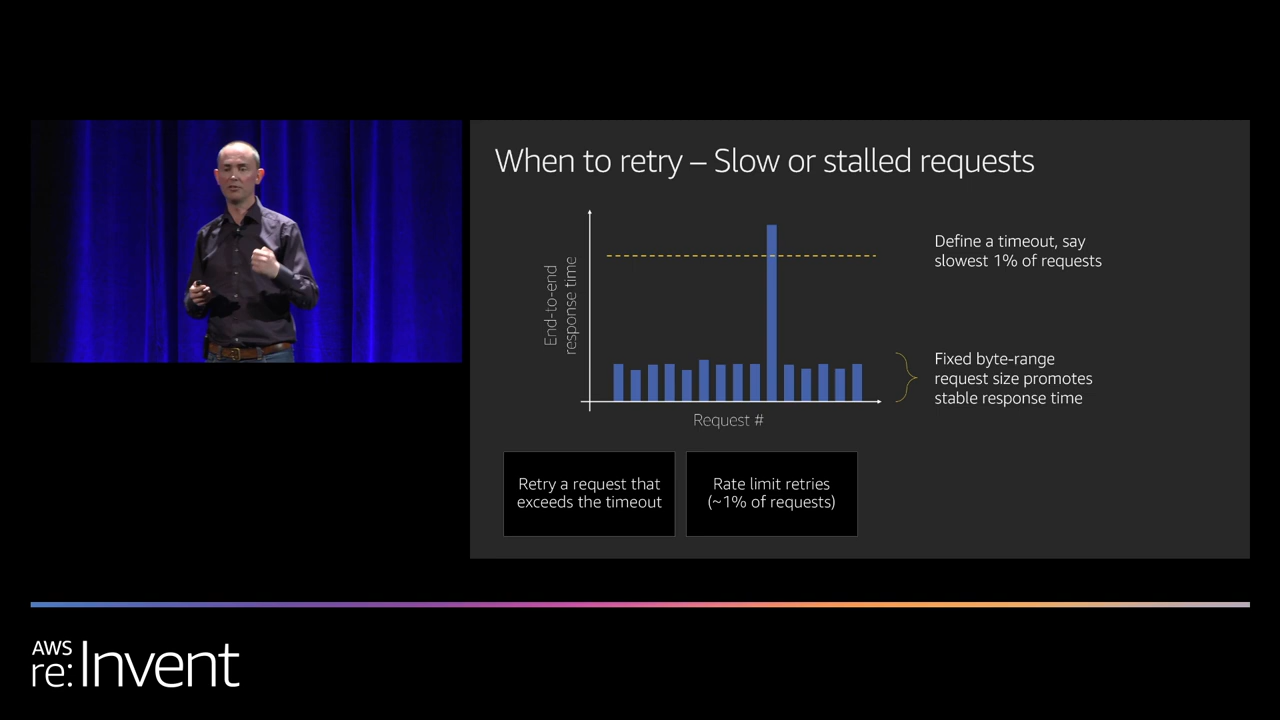 When to retry – Slow or stalled requests
End-to-end
response time
Request #
Define a timeout, say
slowest 1% of requests
Fixed byte-range
request size promotes
stable response time
Retry a request that
exceeds the timeout
Rate limit retries
(~1% of requests)
AWS
re:Invent